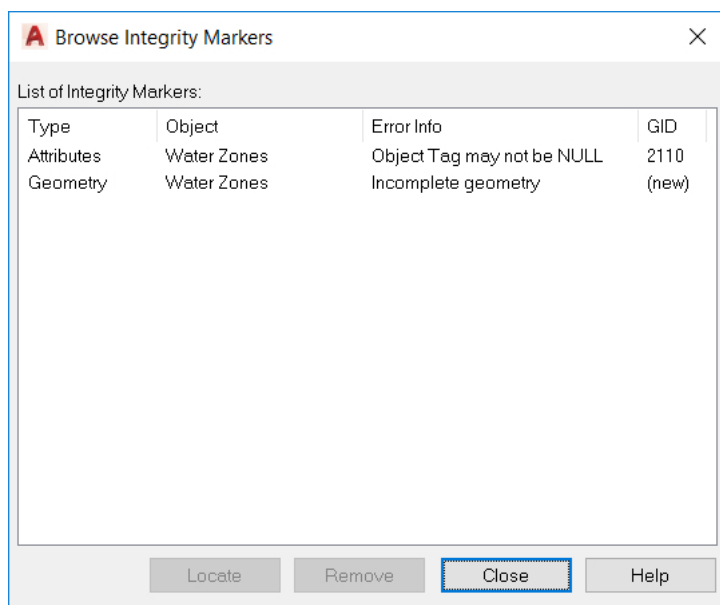 Browse Integrity Markers
List of Integrity Markers:
Type Object Error Info GID
Attributes Water Zones Object Tag may not be NULL 2110
Geometry Water Zones Incomplete geometry (new)
Locate Remove Close Help